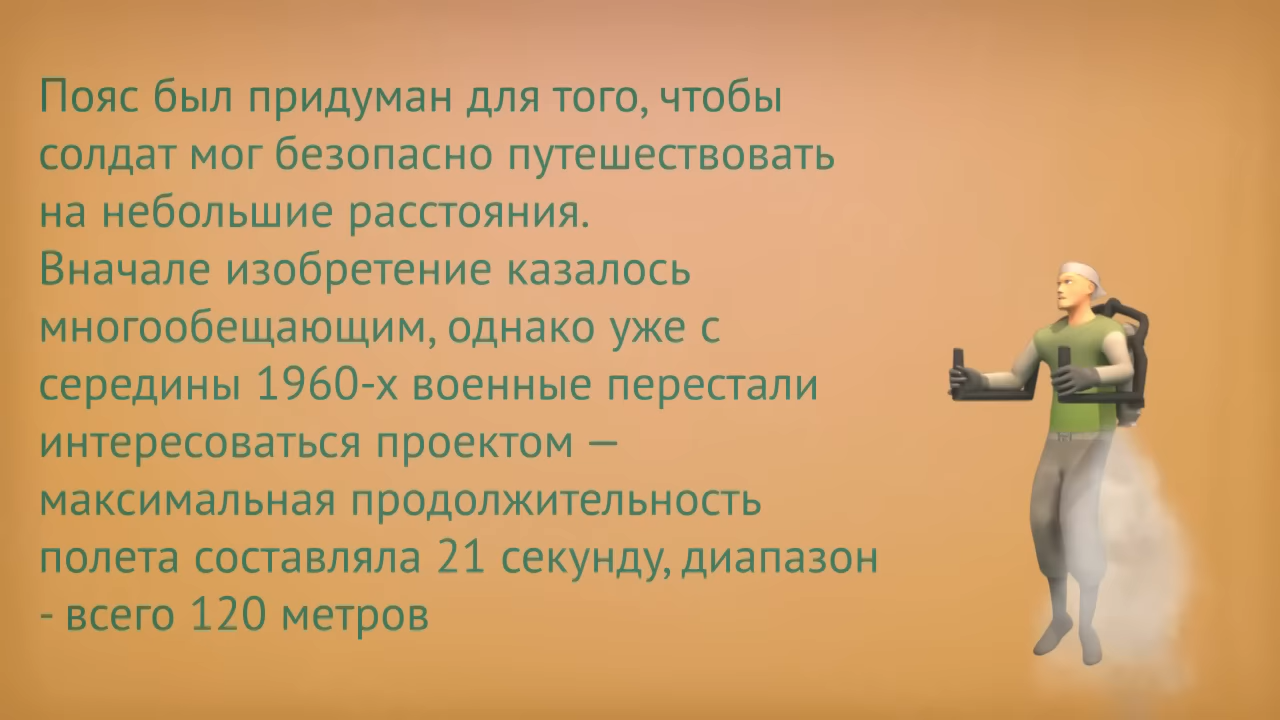 Пояс был придуман для того, чтобы
солдат мог безопасно путешествовать
на небольшие расстояния.
Вначале изобретение казалось
многообещающим, однако уже с
середины 1960-х военные перестали
интересоваться проектом —
максимальная продолжительность
полета составляла 21 секунду, диапазон
- всего 120 метров